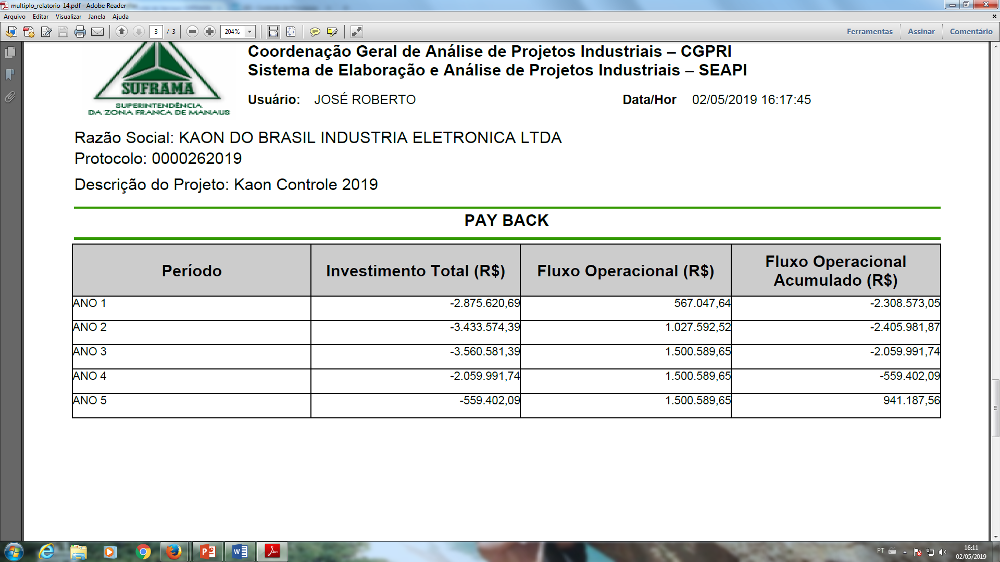 multiplo_relatorio-14.pdf - Adobe Reader
Arquivo Editar Visualizar Janela Ajuda
3 / 3 204% Ferramentas Assinar Comentário
Coordenação Geral de Análise de Projetos Industriais – CGPRI
Sistema de Elaboração e Análise de Projetos Industriais – SEAPI
SUFRAMA
SUPERINTENDÊNCIA
DA ZONA FRANCA DE MANAUS
Usuário: JOSÉ ROBERTO Data/Hor 02/05/2019 16:17:45
Razão Social: KAON DO BRASIL INDUSTRIA ELETRONICA LTDA
Protocolo: 0000262019
Descrição do Projeto: Kaon Controle 2019
PAY BACK
Período Investimento Total (R$) Fluxo Operacional (R$) Fluxo Operacional
Acumulado (R$)
ANO 1 -2.875.620,69 567.047,64 -2.308.573,05
ANO 2 -3.433.574,39 1.027.592,52 -2.405.981,87
ANO 3 -3.560.581,39 1.500.589,65 -2.059.991,74
ANO 4 -2.059.991,74 1.500.589,65 -559.402,09
ANO 5 -559.402,09 1.500.589,65 941.187,56
PT 16:11
02/05/2019